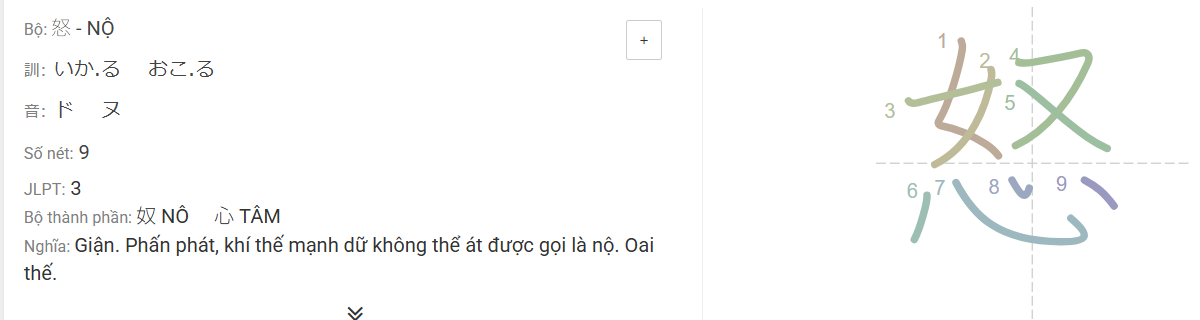 Bộ: 怒 - NỘ
+
訓: いか.る おこ.る
音: ド ヌ
Số nét: 9
JLPT: 3
Bộ thành phần: 奴 NÔ 心 TÂM
Nghĩa: Giận. Phấn phát, khí thế mạnh dữ không thể át được gọi là nộ. Oai
thế.
怒
1
2
4
3
5
6 7 8 9